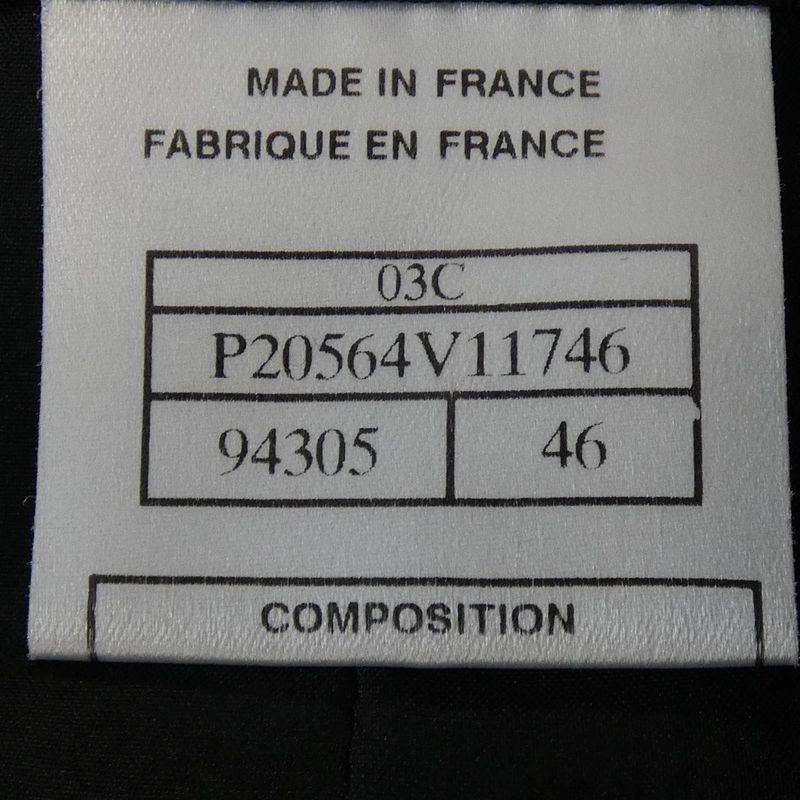 MADE IN FRANCE
FABRIQUE EN FRANCE
03C
P20564V11746
94305 46
COMPOSITION